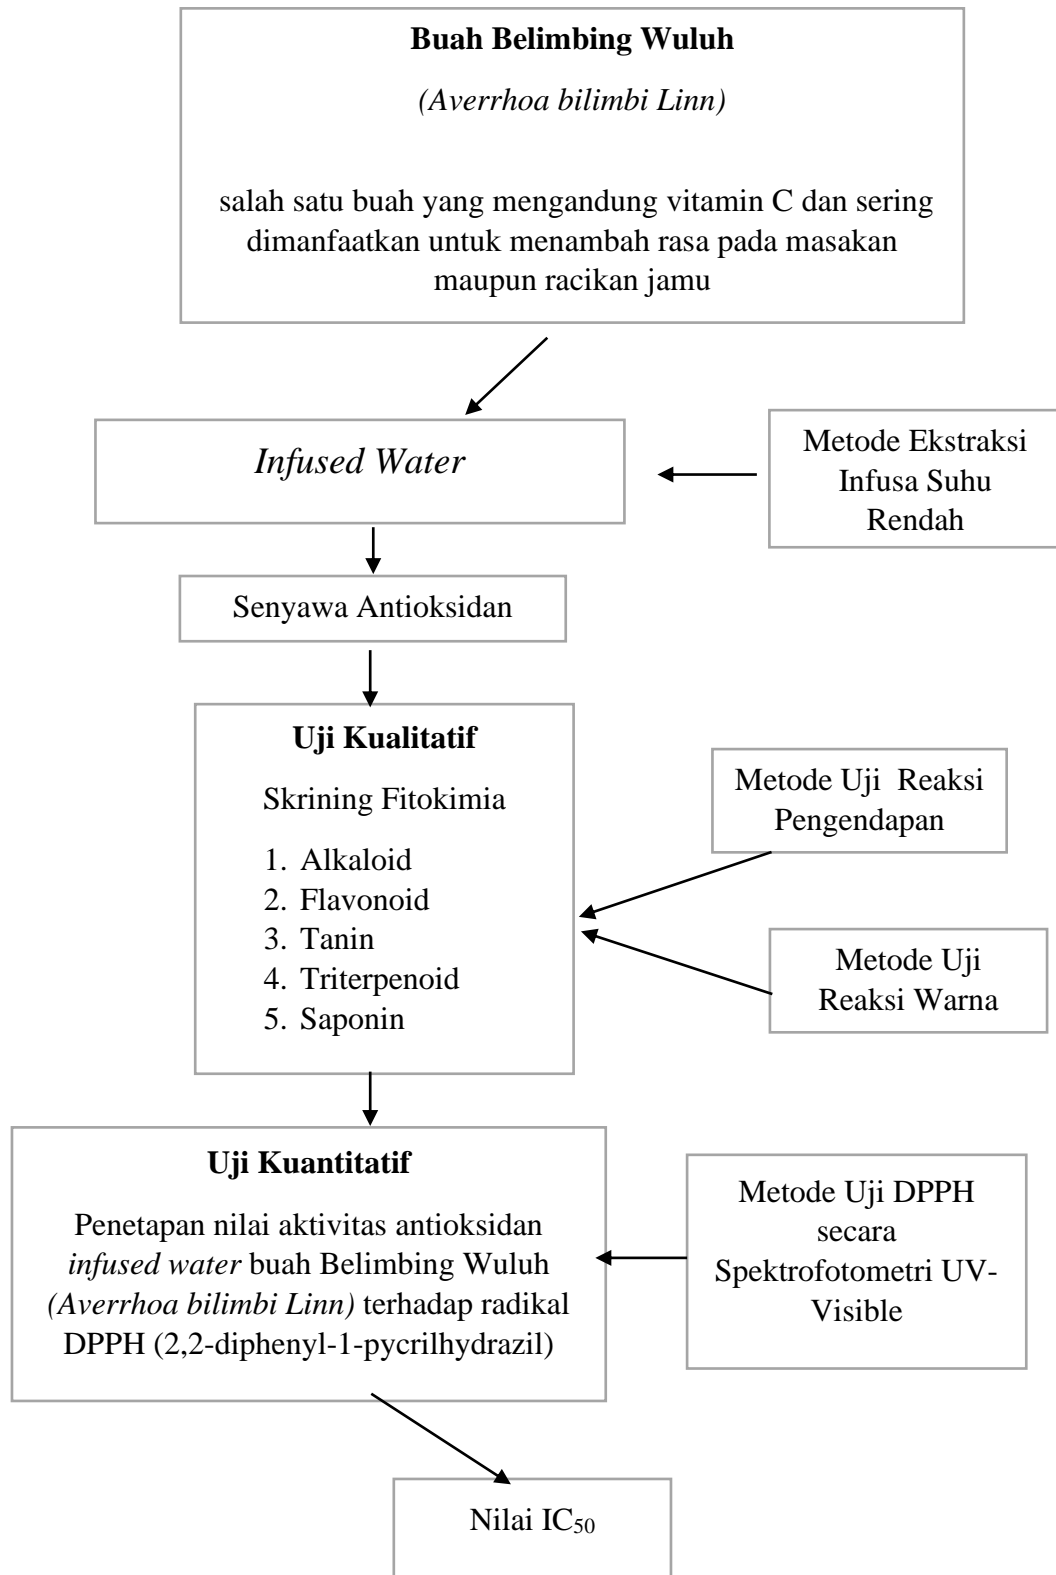 Buah Belimbing Wuluh
(Averrhoa bilimbi Linn)
salah satu buah yang mengandung vitamin C dan sering
dimanfaatkan untuk menambah rasa pada masakan
maupun racikan jamu
Infused Water
Metode Ekstraksi
Infusa Suhu
Rendah
Senyawa Antioksidan
Uji Kualitatif
Skrining Fitokimia
1. Alkaloid
2. Flavonoid
3. Tanin
4. Triterpenoid
5. Saponin
Metode Uji Reaksi
Pengendapan
Metode Uji
Reaksi Warna
Uji Kuantitatif
Penetapan nilai aktivitas antioksidan
infused water buah Belimbing Wuluh
(Averrhoa bilimbi Linn) terhadap radikal
DPPH (2,2-diphenyl-1-pycrilhydrazil)
Metode Uji DPPH
secara
Spektrofotometri UV-
Visible
Nilai IC50